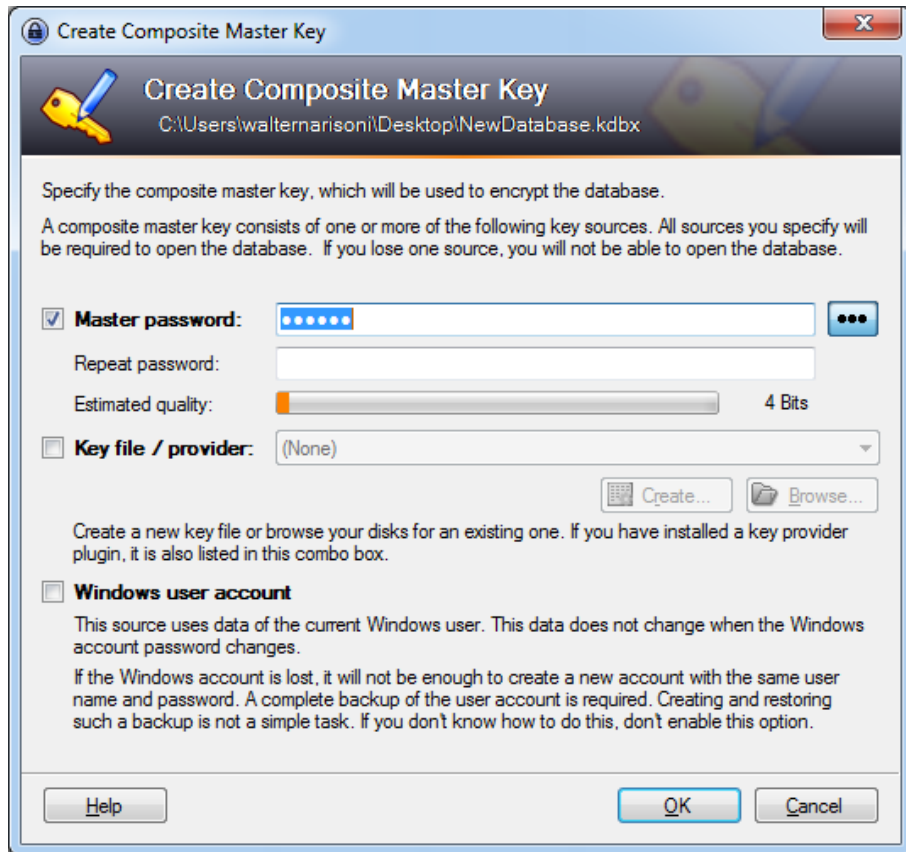 Create Composite Master Key
X
Create Composite Master Key
C:\Users\walternarisoni\Desktop\NewDatabase.kdbx
Specify the composite master key, which will be used to encrypt the database.
A composite master key consists of one or more of the following key sources. All sources you specify will
be required to open the database.  If you lose one source, you will not be able to open the database.
Master password: ●●●●●● ●●●
Repeat password:
Estimated quality: 4 Bits
Key file / provider: (None)
Create... Browse...
Create a new key file or browse your disks for an existing one. If you have installed a key provider
plugin, it is also listed in this combo box.
Windows user account
This source uses data of the current Windows user. This data does not change when the Windows
account password changes.
If the Windows account is lost, it will not be enough to create a new account with the same user
name and password. A complete backup of the user account is required. Creating and restoring
such a backup is not a simple task. If you don't know how to do this, don't enable this option.
Help OK Cancel